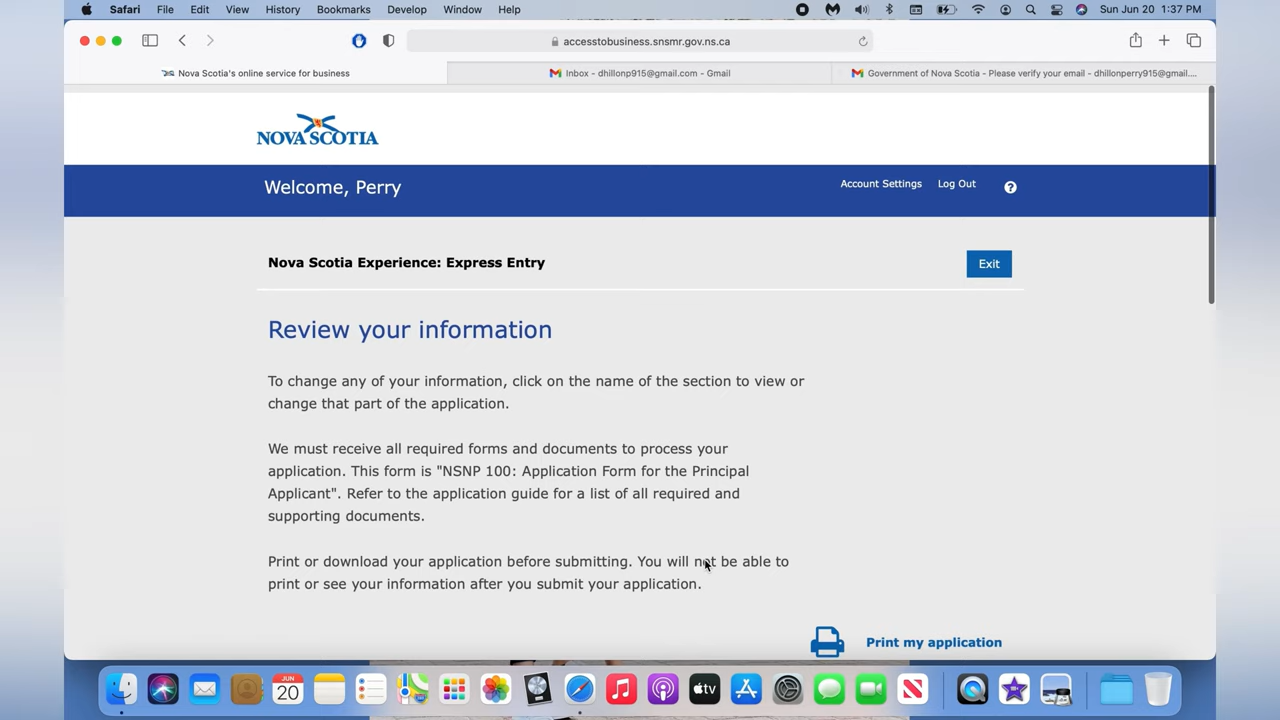 Safari File Edit View History Bookmarks Develop Window Help Sun Jun 20 1:37 PM
accesstobusiness.snsmr.gov.ns.ca
Nova Scotia's online service for business Inbox - dhillonp915@gmail.com - Gmail Government of Nova Scotia - Please verify your email - dhillonperry915@gmail....
NOVA SCOTIA
Welcome, Perry Account Settings Log Out ?
Nova Scotia Experience: Express Entry Exit
Review your information
To change any of your information, click on the name of the section to view or
change that part of the application.
We must receive all required forms and documents to process your
application. This form is "NSNP 100: Application Form for the Principal
Applicant". Refer to the application guide for a list of all required and
supporting documents.
Print or download your application before submitting. You will not be able to
print or see your information after you submit your application.
Print my application
JUN
20
tv